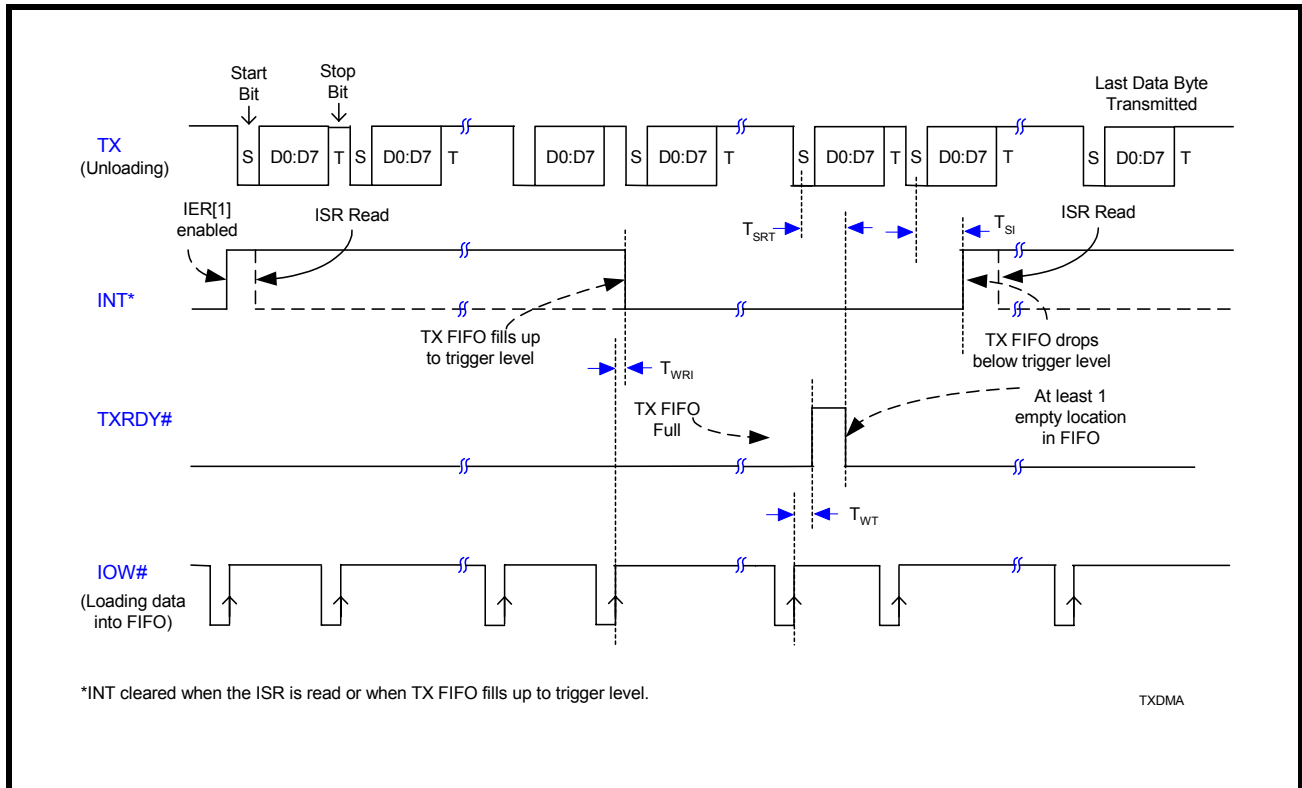 Start
Bit
Stop
Bit
Last Data Byte
Transmitted
TX
(Unloading)
S D0:D7 T S D0:D7 T D0:D7 S D0:D7 T S D0:D7 T S D0:D7 T S D0:D7 T
IER[1]
enabled
ISR Read
TSRT
TSI
ISR Read
INT*
TX FIFO fills up
to trigger level
TX FIFO drops
below trigger level
TWRI
TXRDY#
TX FIFO
Full
At least 1
empty location
in FIFO
TWT
IOW#
(Loading data
into FIFO)
*INT cleared when the ISR is read or when TX FIFO fills up to trigger level.
TXDMA